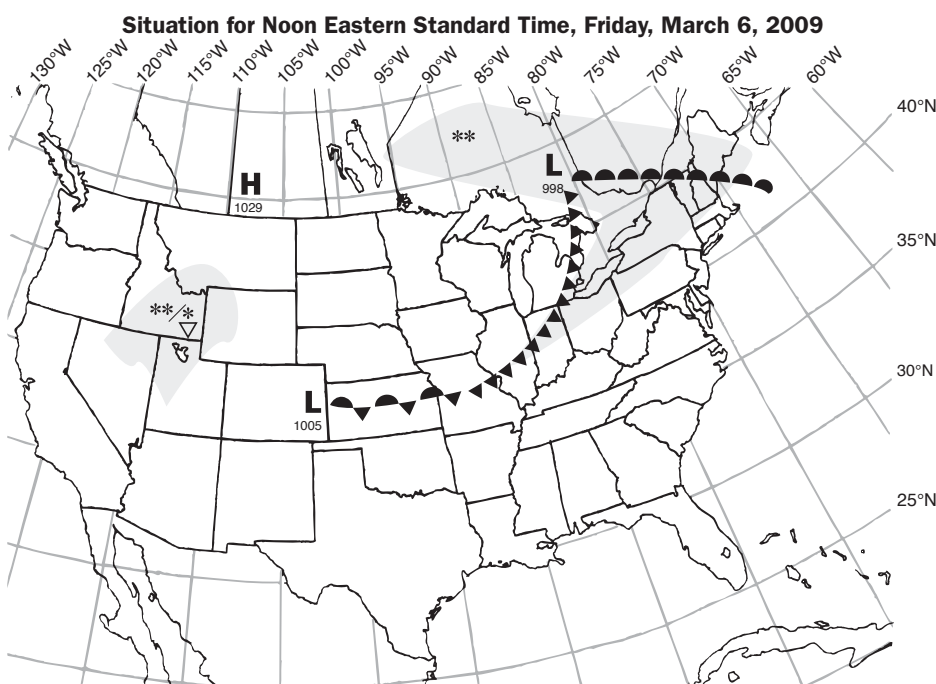 Situation for Noon Eastern Standard Time, Friday, March 6, 2009
130°W
125°W
120°W
115°W
110°W
105°W
100°W
95°W
90°W
85°W
80°W
75°W
70°W
65°W
60°W
40°N
**
L
998
H
1029
35°N
**/*
30°N
L
1005
25°N